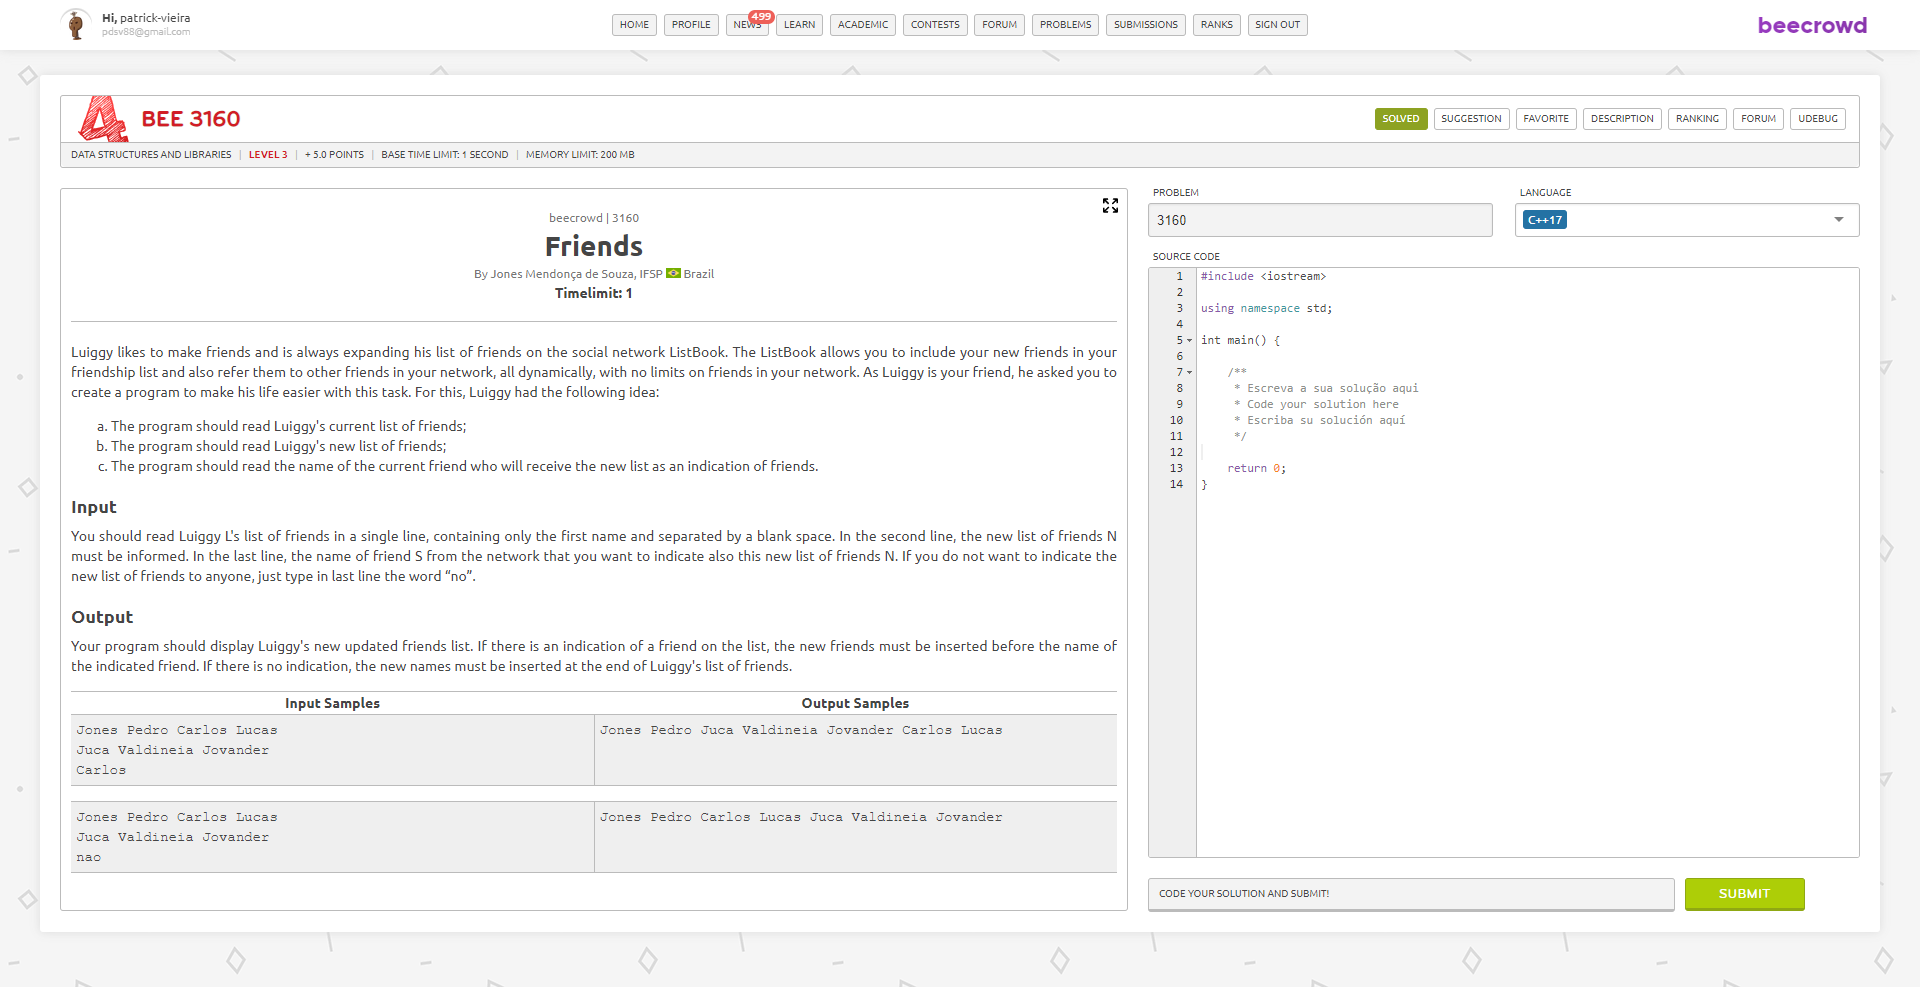 Hi, patrick-vieira
pdsv88@gmail.com
HOME PROFILE NEWS 499 LEARN ACADEMIC CONTESTS FORUM PROBLEMS SUBMISSIONS RANKS SIGN OUT
beecrowd
4 BEE 3160
SOLVED SUGGESTION FAVORITE DESCRIPTION RANKING FORUM UDEBUG
DATA STRUCTURES AND LIBRARIES | LEVEL 3 | + 5.0 POINTS | BASE TIME LIMIT: 1 SECOND | MEMORY LIMIT: 200 MB
beecrowd | 3160
Friends
By Jones Mendonça de Souza, IFSP Brazil
Timelimit: 1
Luiggy likes to make friends and is always expanding his list of friends on the social network ListBook. The ListBook allows you to include your new friends in your
friendship list and also refer them to other friends in your network, all dynamically, with no limits on friends in your network. As Luiggy is your friend, he asked you to
create a program to make his life easier with this task. For this, Luiggy had the following idea:
a. The program should read Luiggy's current list of friends;
b. The program should read Luiggy's new list of friends;
c. The program should read the name of the current friend who will receive the new list as an indication of friends.
Input
You should read Luiggy L's list of friends in a single line, containing only the first name and separated by a blank space. In the second line, the new list of friends N
must be informed. In the last line, the name of friend S from the network that you want to indicate also this new list of friends N. If you do not want to indicate the
new list of friends to anyone, just type in last line the word “no”.
Output
Your program should display Luiggy's new updated friends list. If there is an indication of a friend on the list, the new friends must be inserted before the name of
the indicated friend. If there is no indication, the new names must be inserted at the end of Luiggy's list of friends.
Input Samples Output Samples
Jones Pedro Carlos Lucas Jones Pedro Juca Valdineia Jovander Carlos Lucas
Juca Valdineia Jovander
Carlos
Jones Pedro Carlos Lucas Jones Pedro Carlos Lucas Juca Valdineia Jovander
Juca Valdineia Jovander
nao
PROBLEM LANGUAGE
3160 C++17
SOURCE CODE
1 #include <iostream>
2
3 using namespace std;
4
5 int main() {
6
7 /**
8 * Escreva a sua solução aqui
9 * Code your solution here
10 * Escriba su solución aquí
11 */
12
13 return 0;
14 }
CODE YOUR SOLUTION AND SUBMIT! SUBMIT